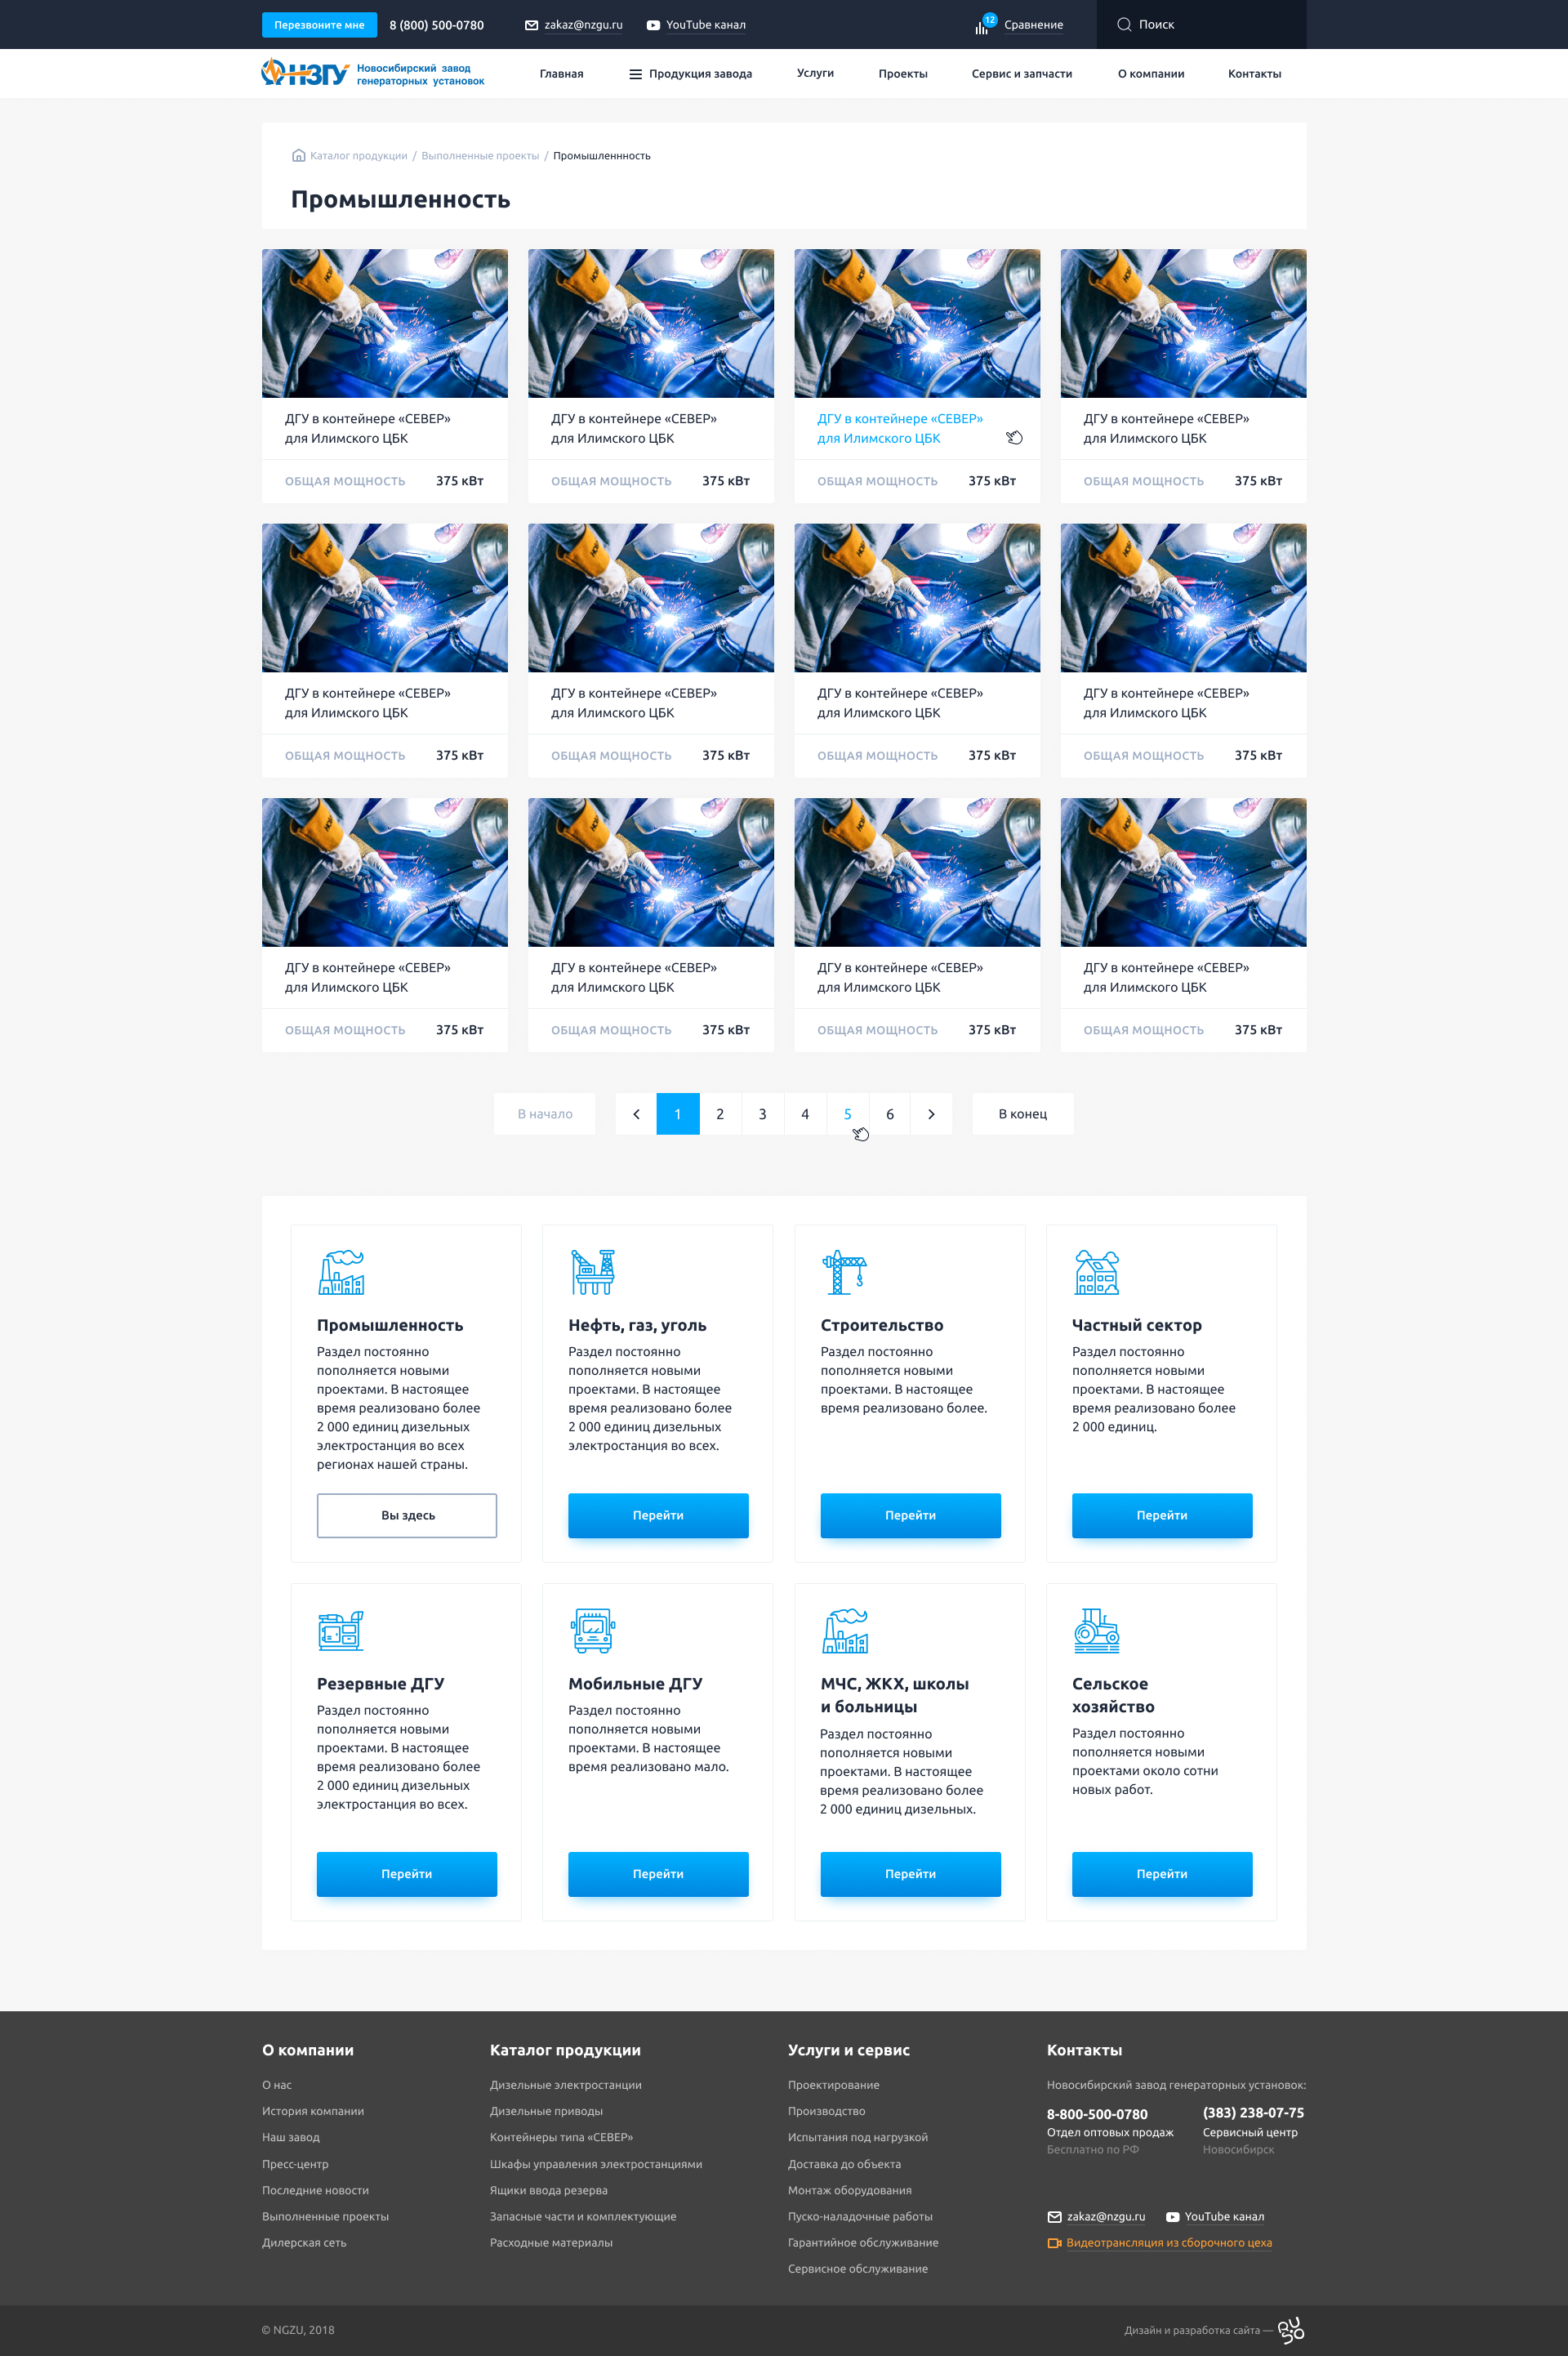 Перезвоните мне
8 (800) 500-0780
zakaz@nzgu.ru
YouTube канал
12
Сравнение
Поиск
НЗГУ
Новосибирский завод
генераторных установок
Главная
Продукция завода
Услуги
Проекты
Сервис и запчасти
О компании
Контакты
Каталог продукции / Выполненные проекты / Промышленнность
Промышленность
ДГУ в контейнере «СЕВЕР»
для Илимского ЦБК
ОБЩАЯ МОЩНОСТЬ 375 кВт
ДГУ в контейнере «СЕВЕР»
для Илимского ЦБК
ОБЩАЯ МОЩНОСТЬ 375 кВт
ДГУ в контейнере «СЕВЕР»
для Илимского ЦБК
ОБЩАЯ МОЩНОСТЬ 375 кВт
ДГУ в контейнере «СЕВЕР»
для Илимского ЦБК
ОБЩАЯ МОЩНОСТЬ 375 кВт
ДГУ в контейнере «СЕВЕР»
для Илимского ЦБК
ОБЩАЯ МОЩНОСТЬ 375 кВт
ДГУ в контейнере «СЕВЕР»
для Илимского ЦБК
ОБЩАЯ МОЩНОСТЬ 375 кВт
ДГУ в контейнере «СЕВЕР»
для Илимского ЦБК
ОБЩАЯ МОЩНОСТЬ 375 кВт
ДГУ в контейнере «СЕВЕР»
для Илимского ЦБК
ОБЩАЯ МОЩНОСТЬ 375 кВт
ДГУ в контейнере «СЕВЕР»
для Илимского ЦБК
ОБЩАЯ МОЩНОСТЬ 375 кВт
ДГУ в контейнере «СЕВЕР»
для Илимского ЦБК
ОБЩАЯ МОЩНОСТЬ 375 кВт
ДГУ в контейнере «СЕВЕР»
для Илимского ЦБК
ОБЩАЯ МОЩНОСТЬ 375 кВт
ДГУ в контейнере «СЕВЕР»
для Илимского ЦБК
ОБЩАЯ МОЩНОСТЬ 375 кВт
В начало 1 2 3 4 5 6 В конец
Промышленность
Раздел постоянно
пополняется новыми
проектами. В настоящее
время реализовано более
2 000 единиц дизельных
электростанция во всех
регионах нашей страны.
Вы здесь
Нефть, газ, уголь
Раздел постоянно
пополняется новыми
проектами. В настоящее
время реализовано более
2 000 единиц дизельных
электростанция во всех.
Перейти
Строительство
Раздел постоянно
пополняется новыми
проектами. В настоящее
время реализовано более.
Перейти
Частный сектор
Раздел постоянно
пополняется новыми
проектами. В настоящее
время реализовано более
2 000 единиц.
Перейти
Резервные ДГУ
Раздел постоянно
пополняется новыми
проектами. В настоящее
время реализовано более
2 000 единиц дизельных
электростанция во всех.
Перейти
Мобильные ДГУ
Раздел постоянно
пополняется новыми
проектами. В настоящее
время реализовано мало.
Перейти
МЧС, ЖКХ, школы
и больницы
Раздел постоянно
пополняется новыми
проектами. В настоящее
время реализовано более
2 000 единиц дизельных.
Перейти
Сельское
хозяйство
Раздел постоянно
пополняется новыми
проектами около сотни
новых работ.
Перейти
О компании
О нас
История компании
Наш завод
Пресс-центр
Последние новости
Выполненные проекты
Дилерская сеть
Каталог продукции
Дизельные электростанции
Дизельные приводы
Контейнеры типа «СЕВЕР»
Шкафы управления электростанциями
Ящики ввода резерва
Запасные части и комплектующие
Расходные материалы
Услуги и сервис
Проектирование
Производство
Испытания под нагрузкой
Доставка до объекта
Монтаж оборудования
Пуско-наладочные работы
Гарантийное обслуживание
Сервисное обслуживание
Контакты
Новосибирский завод генераторных установок:
8-800-500-0780
Отдел оптовых продаж
Бесплатно по РФ
(383) 238-07-75
Сервисный центр
Новосибирск
zakaz@nzgu.ru
YouTube канал
Видеотрансляция из сборочного цеха
© NGZU, 2018
Дизайн и разработка сайта —